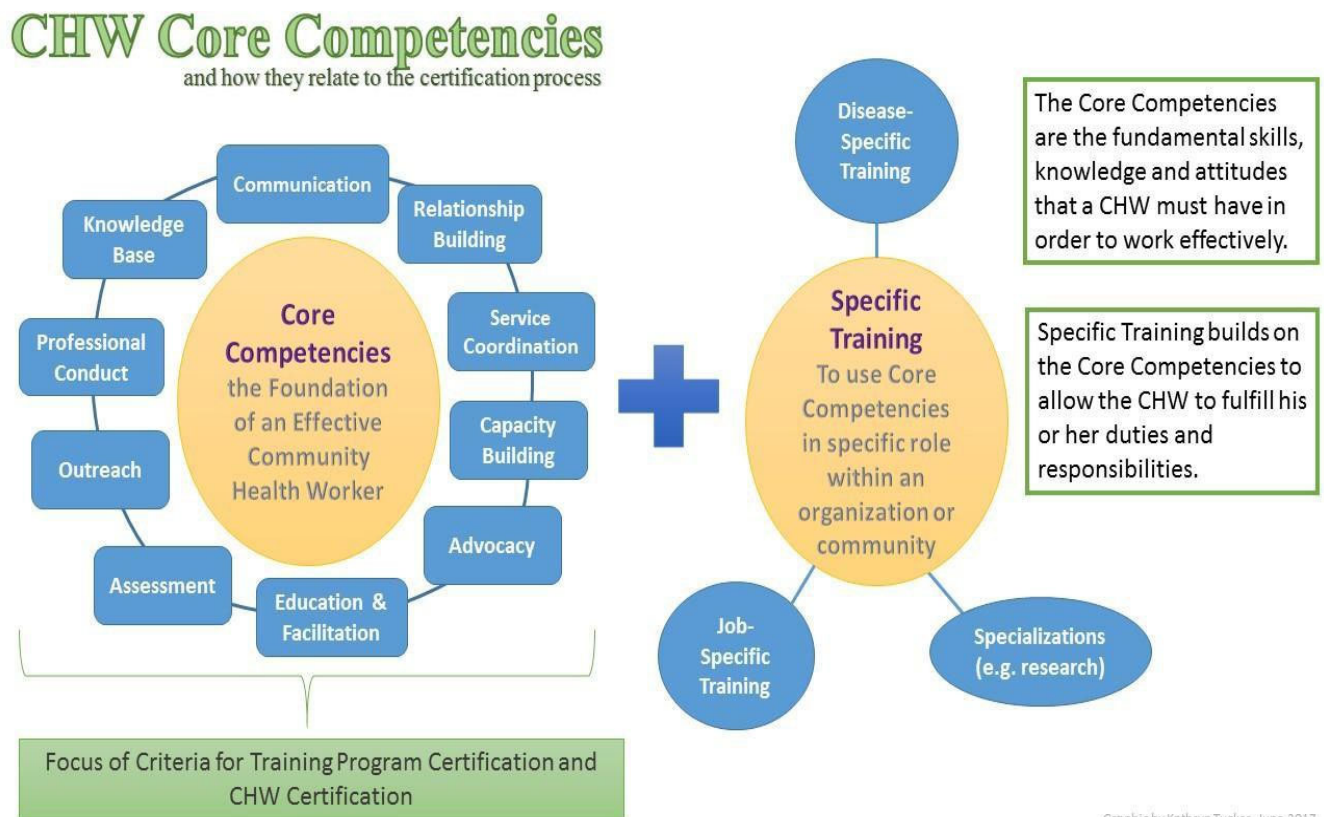 CHW Core Competencies
and how they relate to the certification process
Communication
Relationship
Building
Service
Coordination
Capacity
Building
Advocacy
Education &
Facilitation
Assessment
Outreach
Professional
Conduct
Knowledge
Base
Core
Competencies
the Foundation
of an Effective
Community
Health Worker
Focus of Criteria for Training Program Certification and
CHW Certification
Disease-
Specific
Training
Specific
Training
To use Core
Competencies
in specific role
within an
organization or
community
Job-
Specific
Training
Specializations
(e.g. research)
The Core Competencies
are the fundamental skills,
knowledge and attitudes
that a CHW must have in
order to work effectively.
Specific Training builds on
the Core Competencies to
allow the CHW to fulfill his
or her duties and
responsibilities.